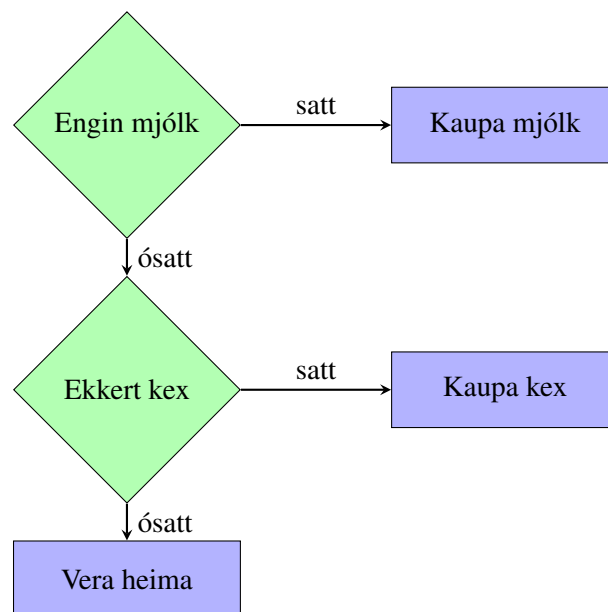 Engin mjólk
satt
Kaupa mjólk
ósatt
Ekkert kex
satt
Kaupa kex
ósatt
Vera heima